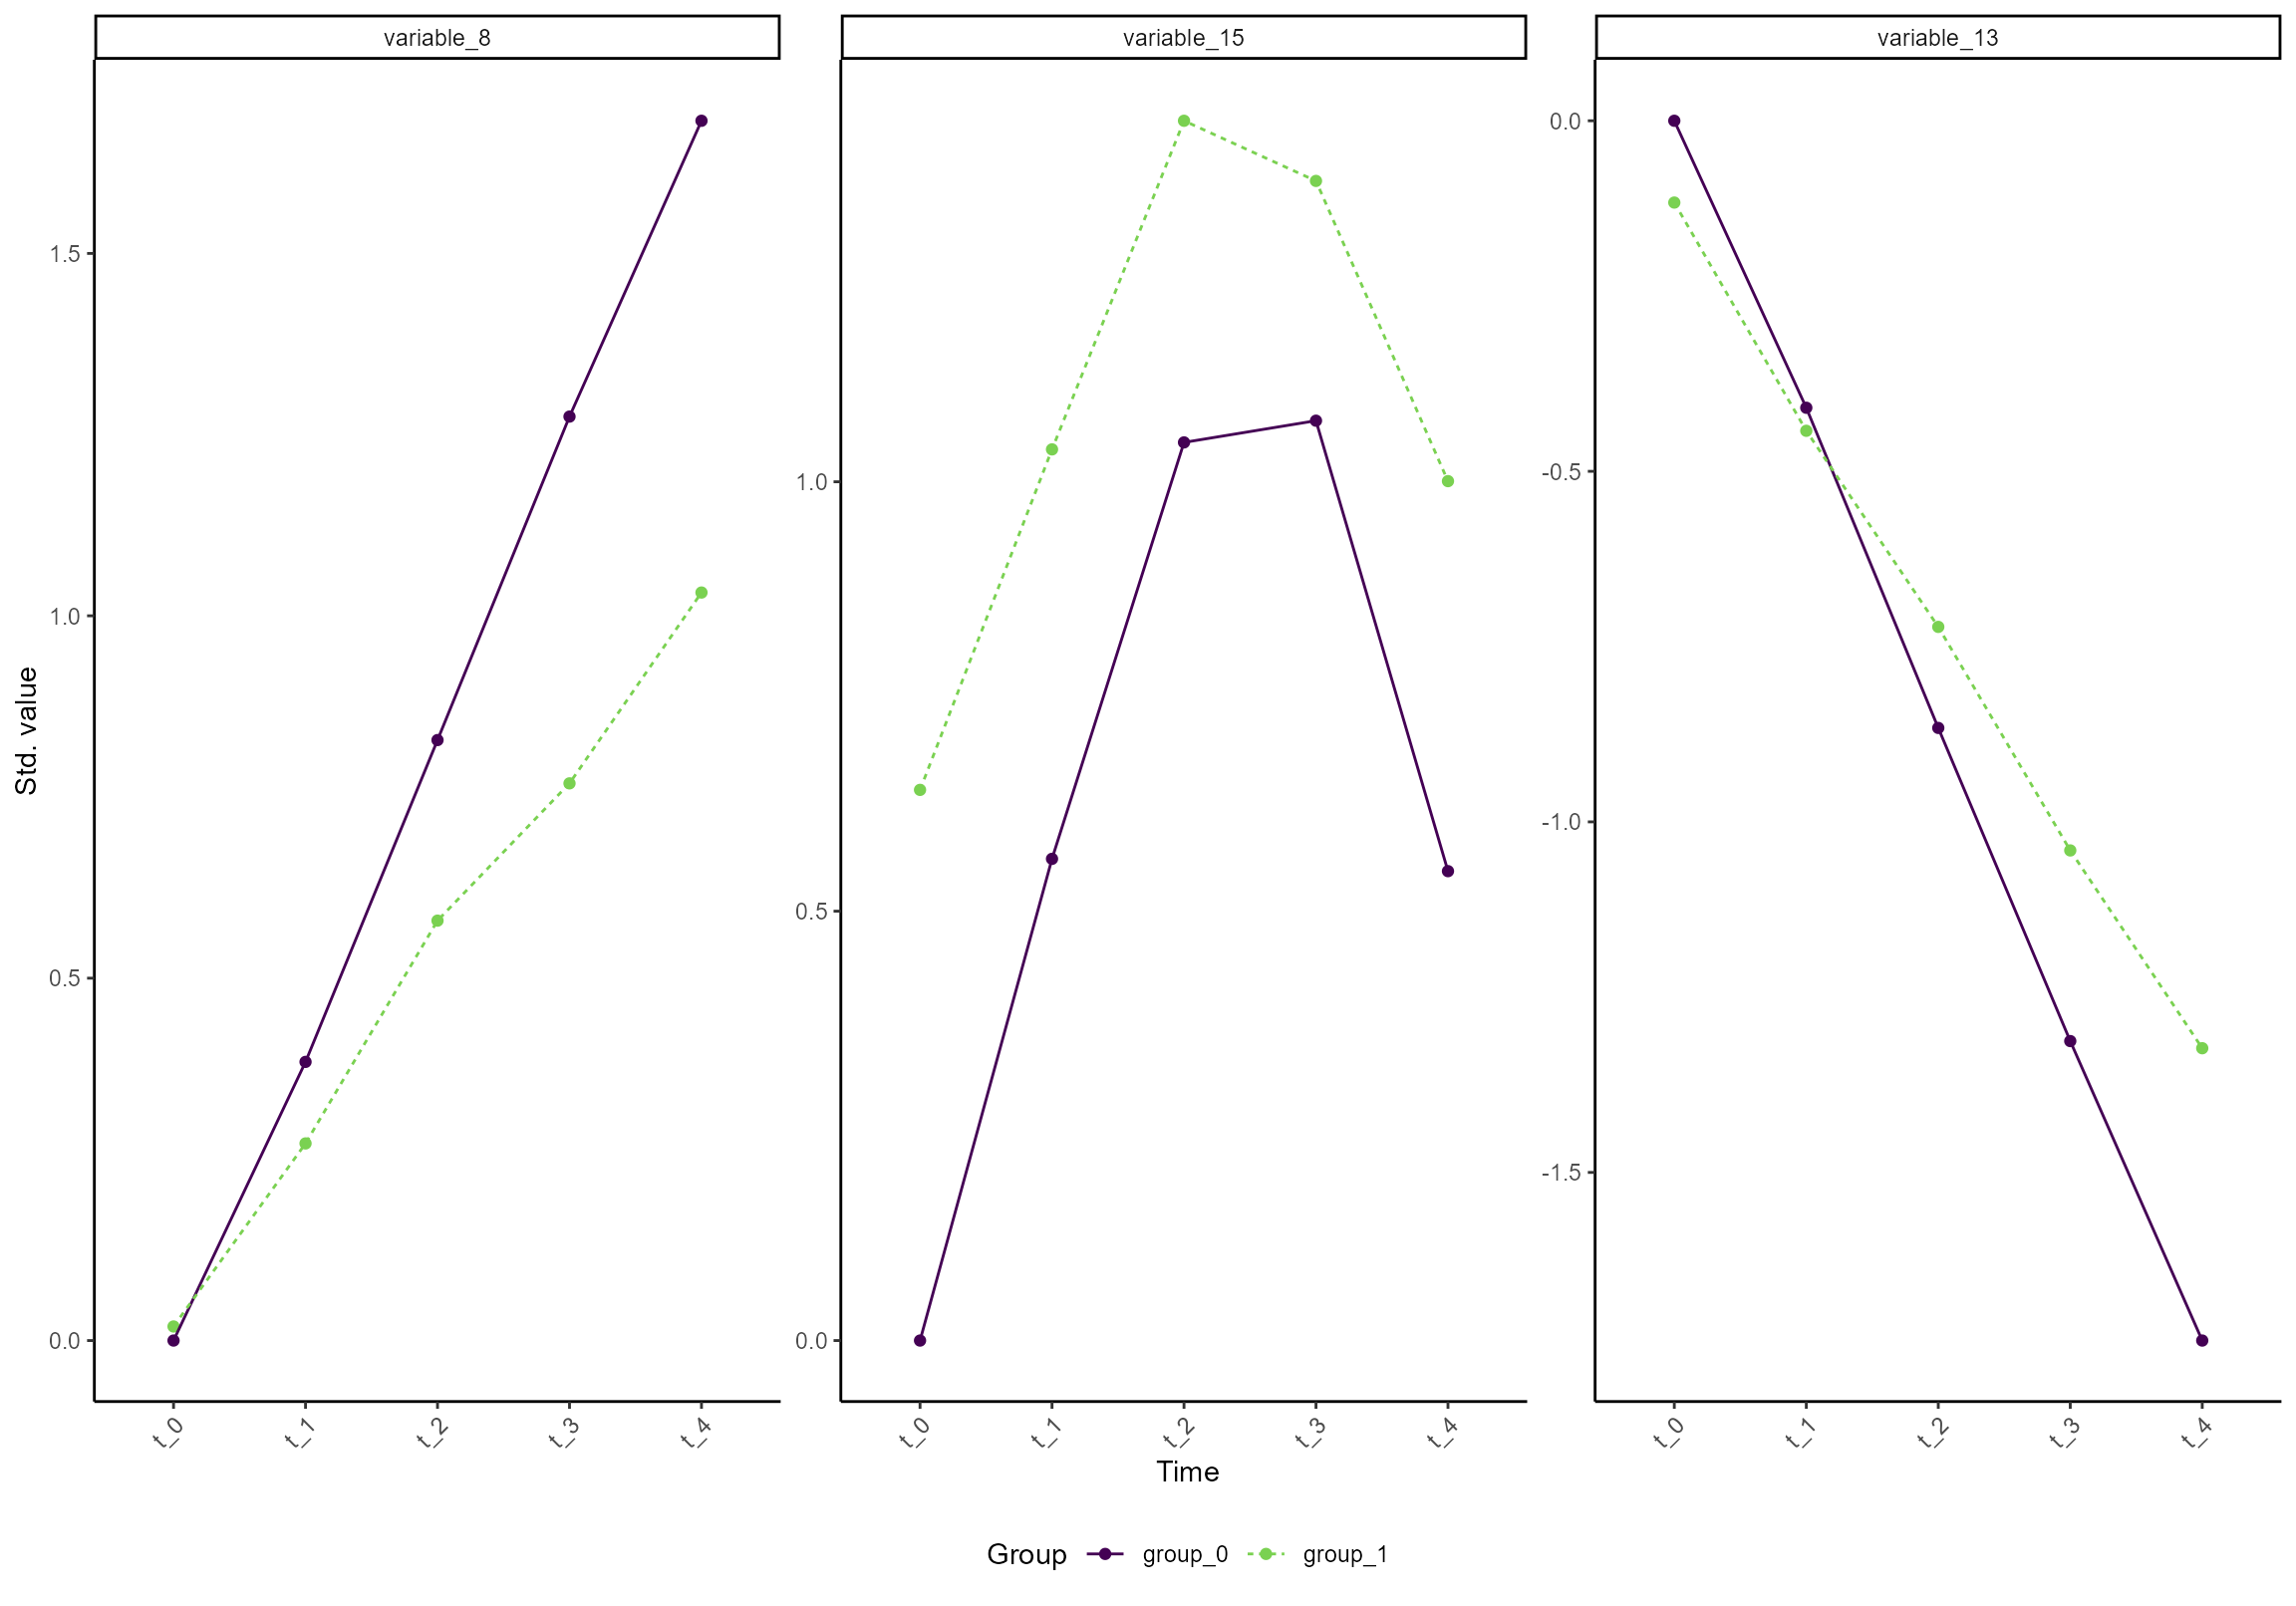 variable_8
variable_15
variable_13
Std. value
1.5
1.0
0.5
0.0
1.0
0.5
0.0
0.0
-0.5
-1.0
-1.5
t_0 t_1 t_2 t_3 t_4
t_0 t_1 t_2 t_3 t_4
t_0 t_1 t_2 t_3 t_4
Time
Group group_0 group_1